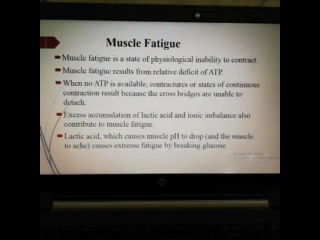 Muscle Fatigue
Muscle fatigue is a state of physiological inability to contract.
Muscle fatigue results from relative deficit of ATP.
When no ATP is available, contractures or states of continuous
contraction result because the cross bridges are unable to
detach.
Excess accumulation of lactic acid and ionic imbalance also
contribute to muscle fatigue.
Lactic acid, which causes muscle pH to drop (and the muscle
to ache) causes extreme fatigue by breaking glucose